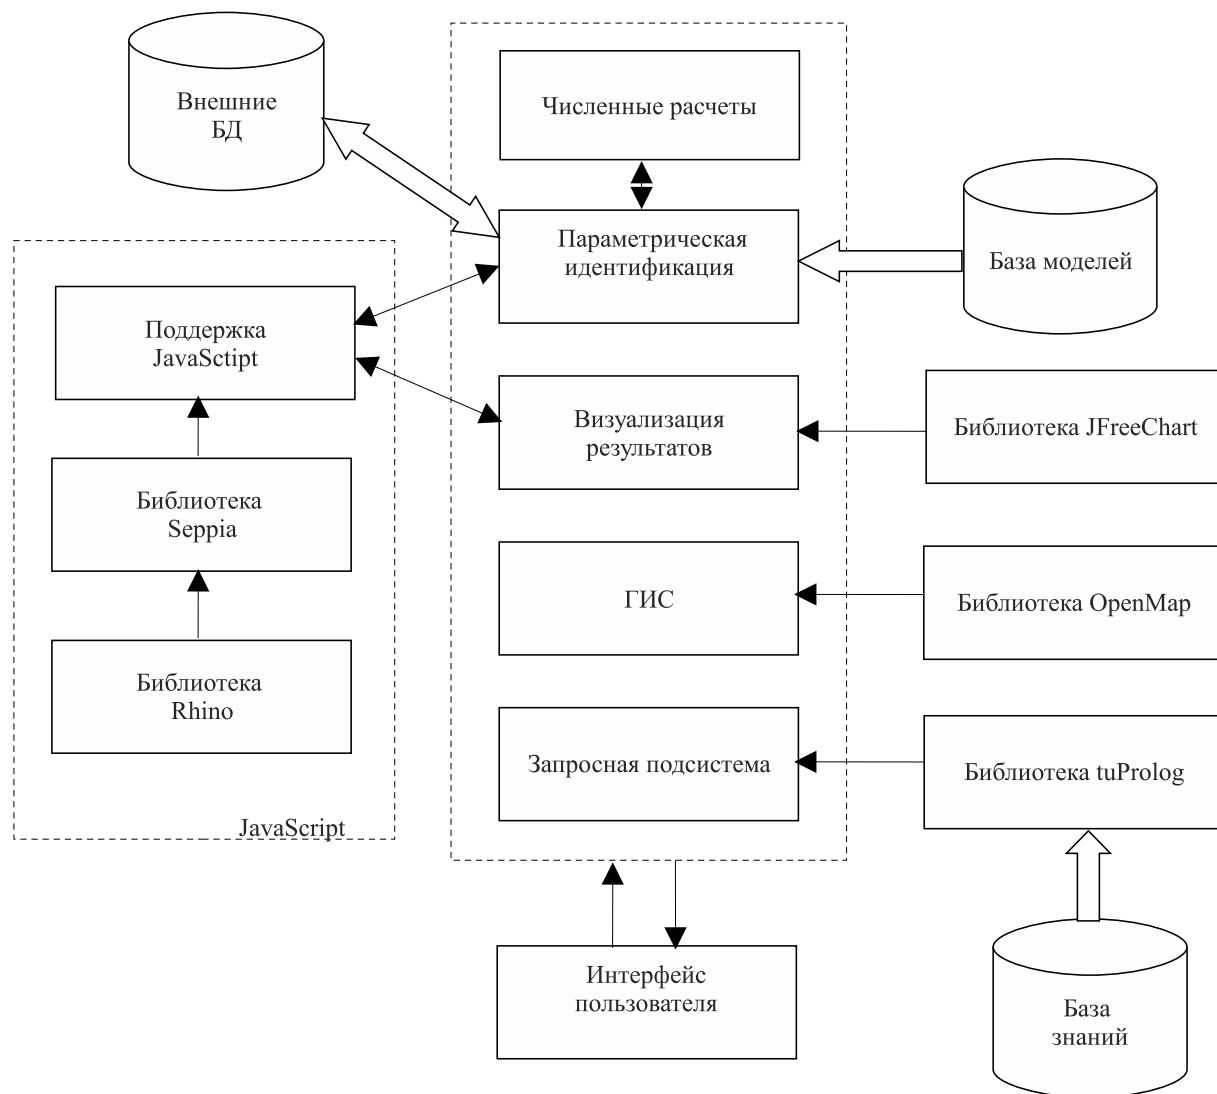 Внешние
БД
Численные расчеты
Параметрическая
идентификация
База моделей
Поддержка
JavaSctipt
Визуализация
результатов
Библиотека JFreeChart
Библиотека
Seppia
ГИС
Библиотека OpenMap
Библиотека
Rhino
Запросная подсистема
Библиотека tuProlog
JavaScript
Интерфейс
пользователя
База
знаний